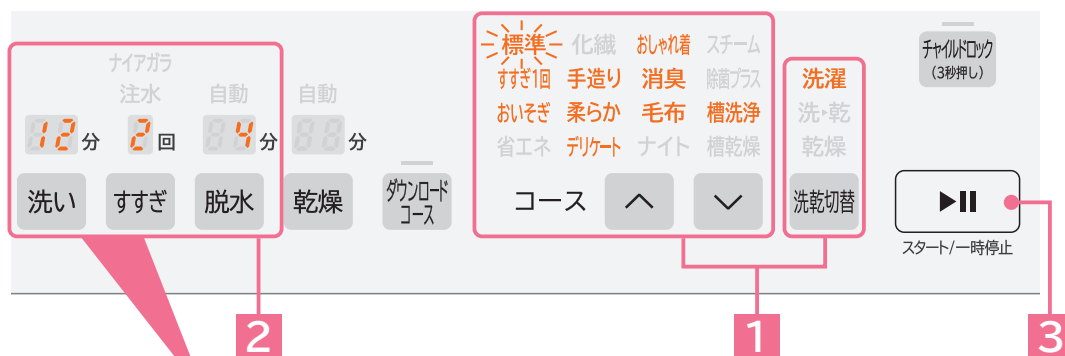 ナイアガラ
注水 自動 自動
12分 2回 4分 88分
洗い すすぎ 脱水 乾燥
ダウンロード
コース
標準 化繊 おしゃれ着 スチーム
すすぎ1回 手造り 消臭 除菌プラス
おいそぎ 柔らか 毛布 槽洗浄
省エネ デリケート ナイト 槽乾燥
コース
洗濯
洗・乾
乾燥
洗乾切替
チャイルドロック
(3秒押し)
スタート/一時停止
2
1
3